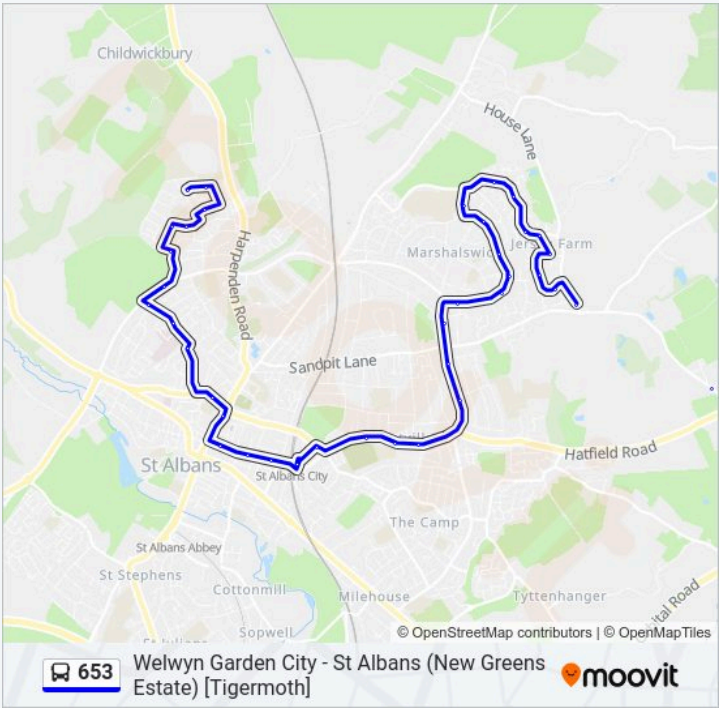 Childwickbury
House Lane
Harpenden Road
Jersey Farm
Sandpit Lane
Hatfield Road
St Albans
St Albans City
The Camp
St Albans Abbey
St Stephens
Cottonmill
Milehouse
Tyttenhanger
Sopwell
© OpenStreetMap contributors | © OpenMapTiles
653
Welwyn Garden City - St Albans (New Greens
Estate) [Tigermoth]
moovit